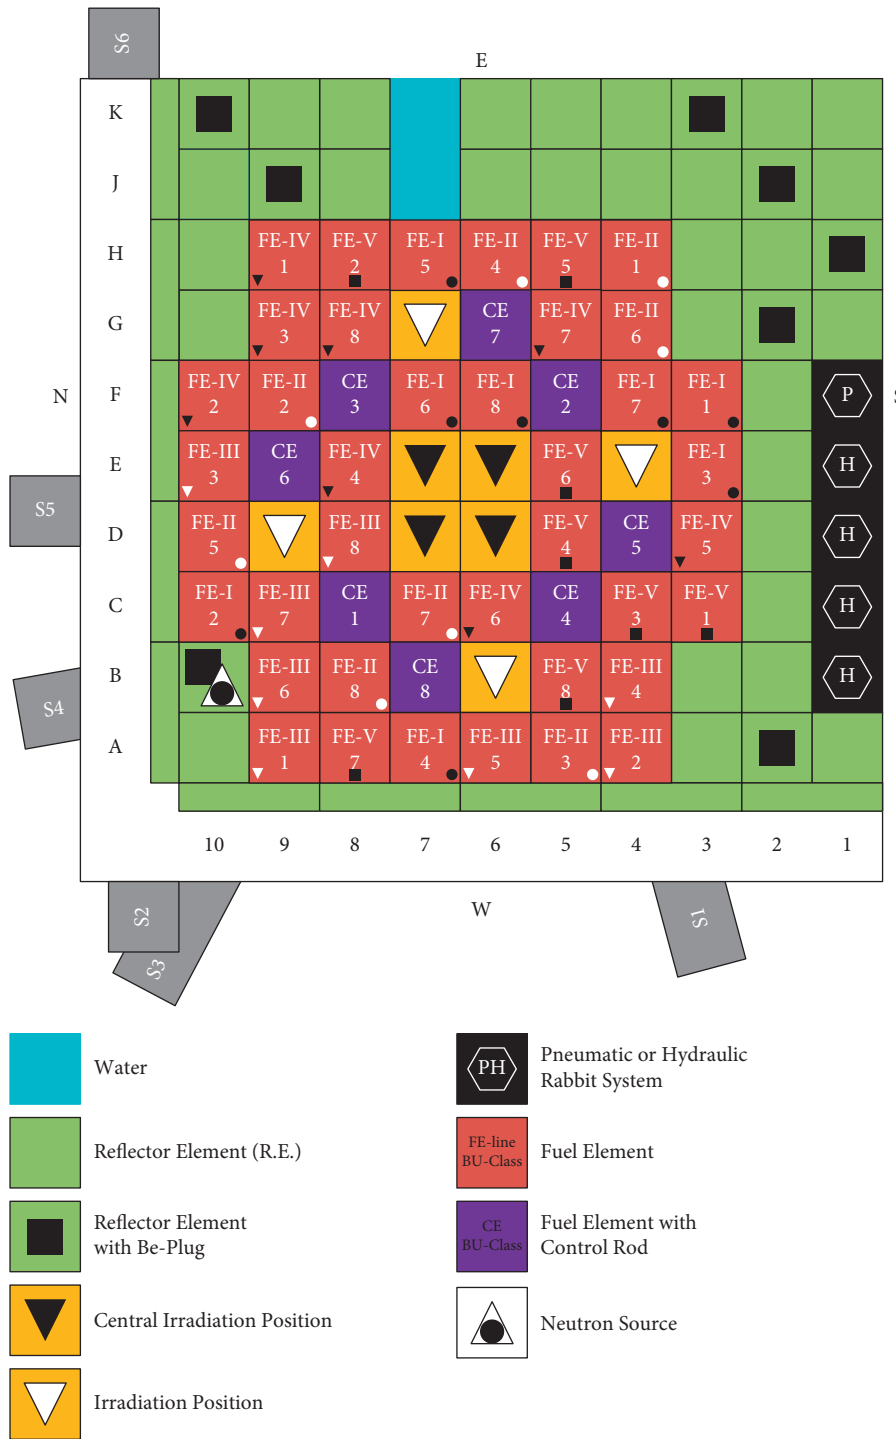 S6
E
K
J
H
FE-IV FE-V FE-I FE-II FE-V FE-II
1 2 5 4 5 1
G
FE-IV FE-IV CE FE-IV FE-II
3 8 7 7 6
N
F
FE-IV FE-II CE FE-I FE-I CE FE-I FE-I
2 2 3 6 8 2 7 1
P
E
FE-III CE FE-IV FE-V FE-I
3 6 4 6 3
H
S5
D
FE-II FE-III FE-V CE FE-IV
5 8 4 5 5
H
C
FE-I FE-III CE FE-II FE-IV CE FE-V FE-V
2 7 1 7 6 4 3 1
H
S4
B
FE-III FE-II CE FE-V FE-III
6 8 8 8 4
H
A
FE-III FE-V FE-I FE-III FE-II FE-III
1 7 4 5 3 2
10 9 8 7 6 5 4 3 2 1
S2
W
S1
S3
Water
PH
Pneumatic or Hydraulic
Rabbit System
Reflector Element (R.E.)
FE-line
BU-Class
Fuel Element
Reflector Element
with Be-Plug
CE
BU-Class
Fuel Element with
Control Rod
Central Irradiation Position
Neutron Source
Irradiation Position